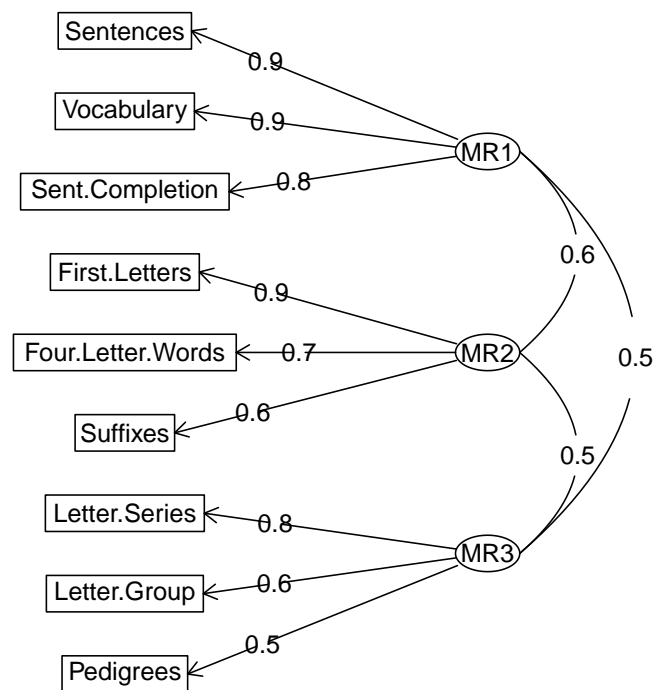 Sentences
0.9
Vocabulary
0.9
MR1
Sent.Completion
0.8
0.6
First.Letters
0.9
Four.Letter.Words
0.7
MR2
0.5
Suffixes
0.6
0.5
Letter.Series
0.8
MR3
Letter.Group
0.6
Pedigrees
0.5